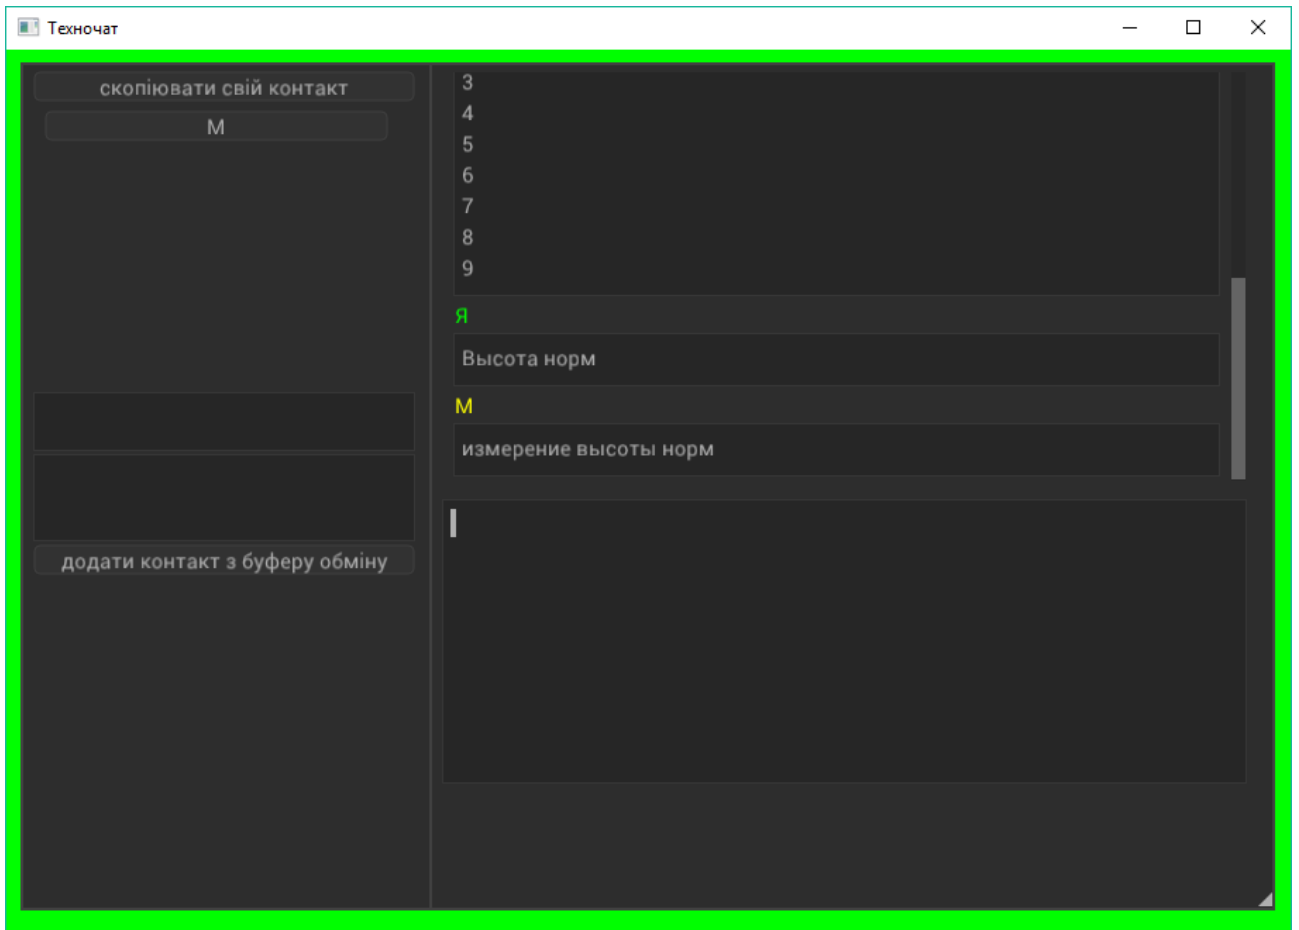 Техночат
скопіювати свій контакт
М
додати контакт з буферу обміну
3
4
5
6
7
8
9
Я
Высота норм
М
измерение высоты норм